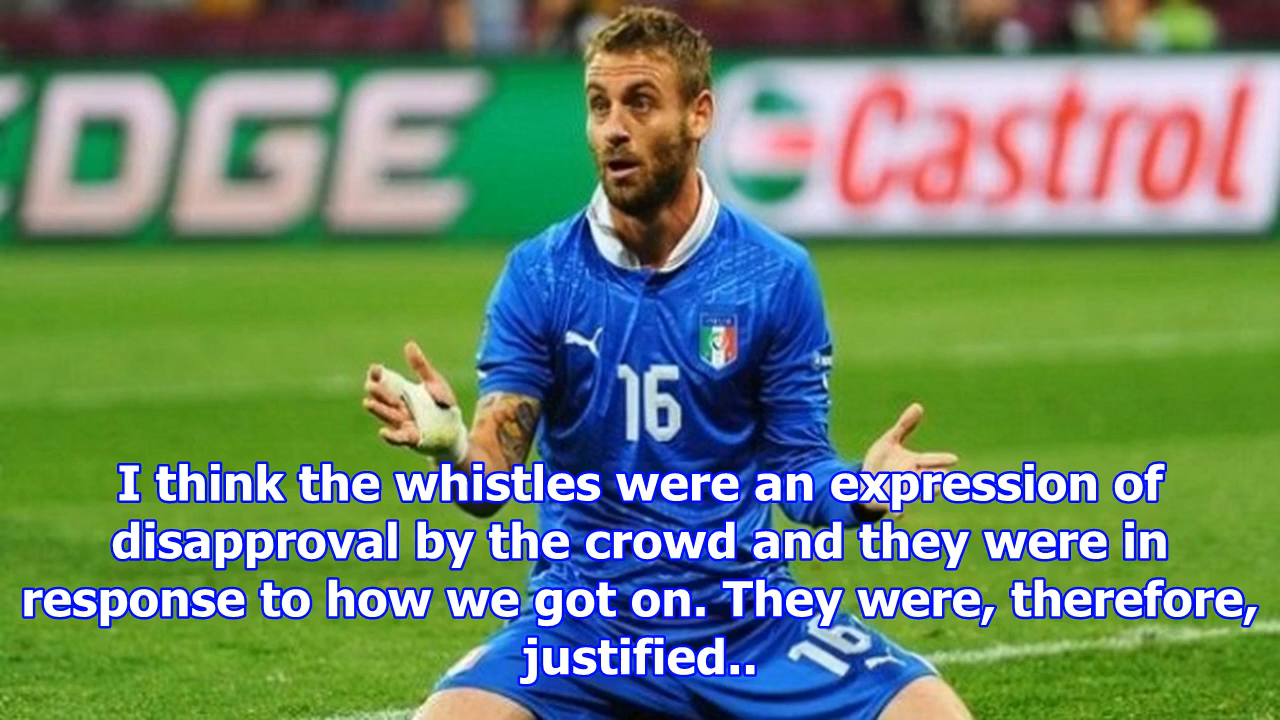 EDGE
Castrol
ITALIA
16
I think the whistles were an expression of
disapproval by the crowd and they were in
response to how we got on. They were, therefore,
justified..
16